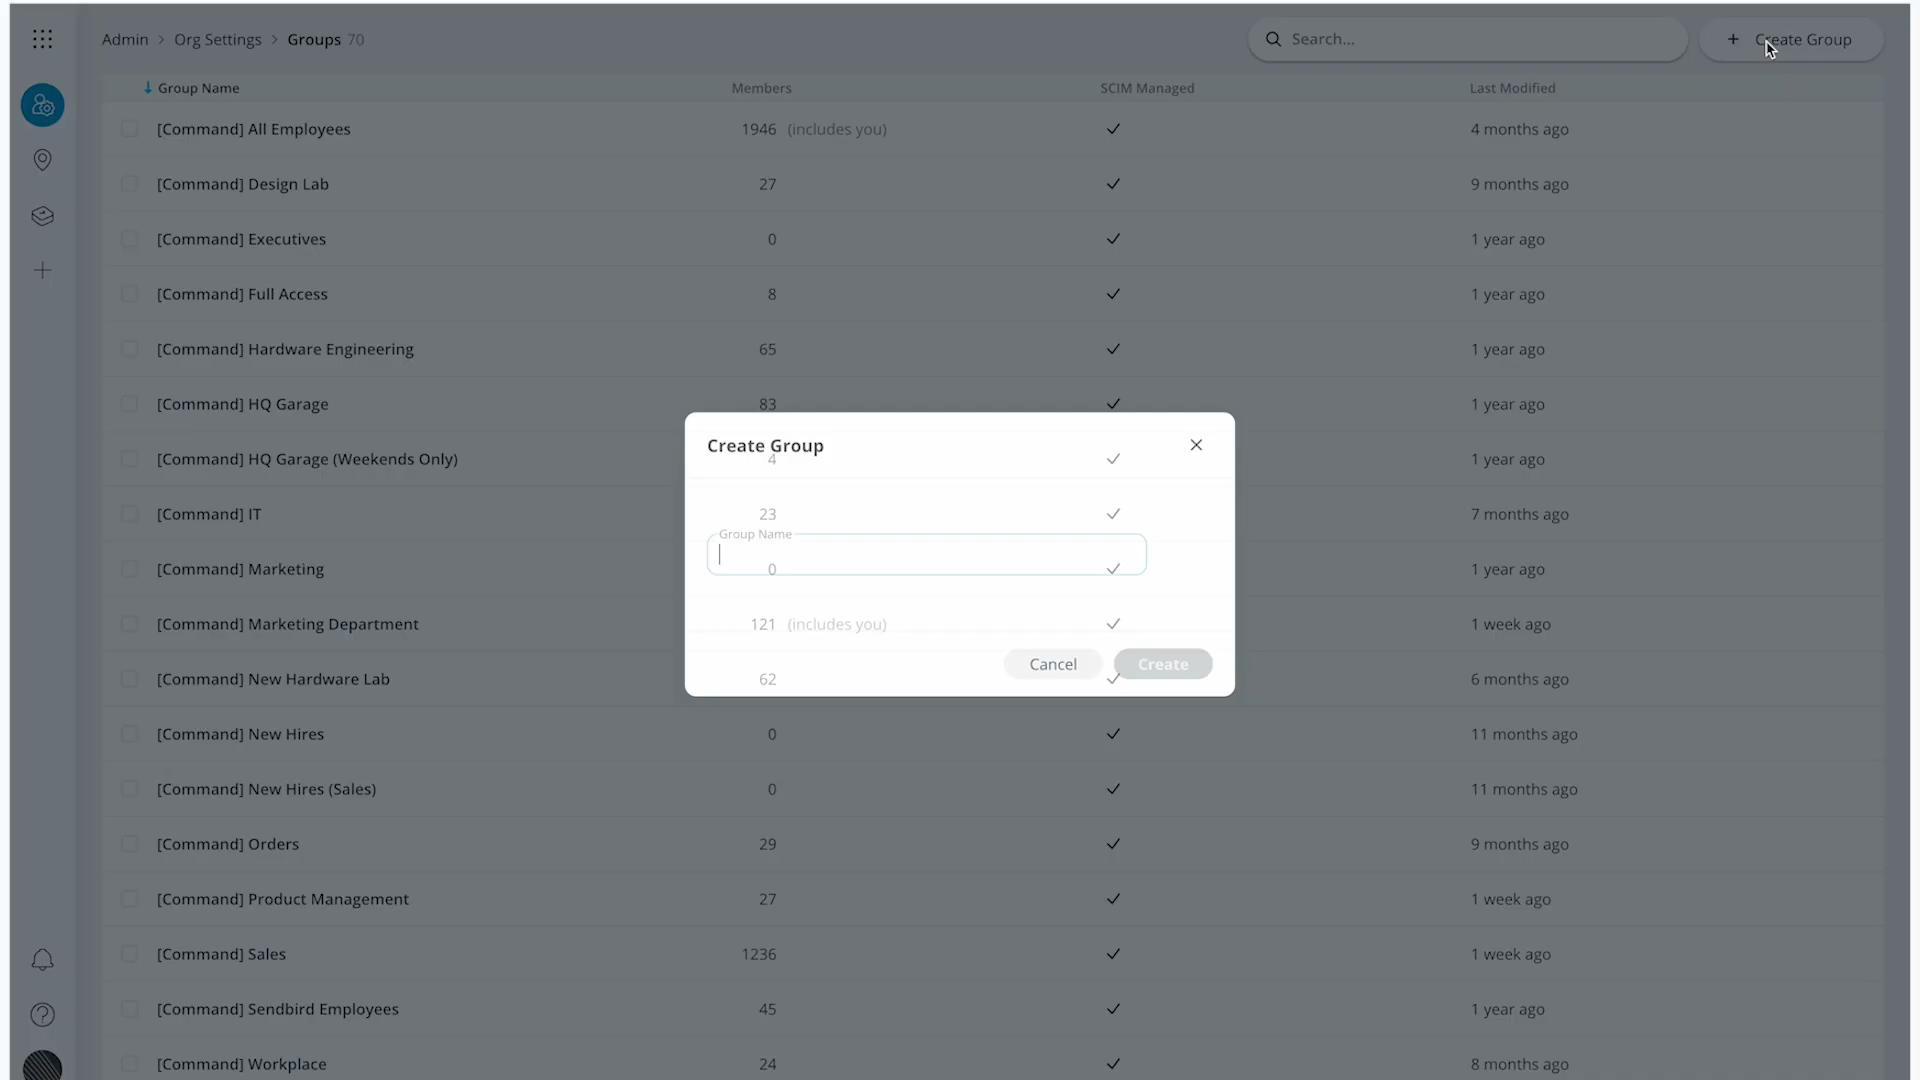 Admin > Org Settings > Groups 70
Search...
+ Create Group
Group Name Members SCIM Managed Last Modified
[Command] All Employees 1946 (includes you) ✓ 4 months ago
[Command] Design Lab 27 ✓ 9 months ago
[Command] Executives 0 ✓ 1 year ago
[Command] Full Access 8 ✓ 1 year ago
[Command] Hardware Engineering 65 ✓ 1 year ago
[Command] HQ Garage 83 ✓ 1 year ago
[Command] HQ Garage (Weekends Only) 4 ✓ 1 year ago
[Command] IT 23 ✓ 7 months ago
[Command] Marketing 0 ✓ 1 year ago
[Command] Marketing Department 121 (includes you) ✓ 1 week ago
[Command] New Hardware Lab 62 ✓ 6 months ago
[Command] New Hires 0 ✓ 11 months ago
[Command] New Hires (Sales) 0 ✓ 11 months ago
[Command] Orders 29 ✓ 9 months ago
[Command] Product Management 27 ✓ 1 week ago
[Command] Sales 1236 ✓ 1 week ago
[Command] Sendbird Employees 45 ✓ 1 year ago
[Command] Workplace 24 ✓ 8 months ago
Create Group
Group Name
Cancel Create